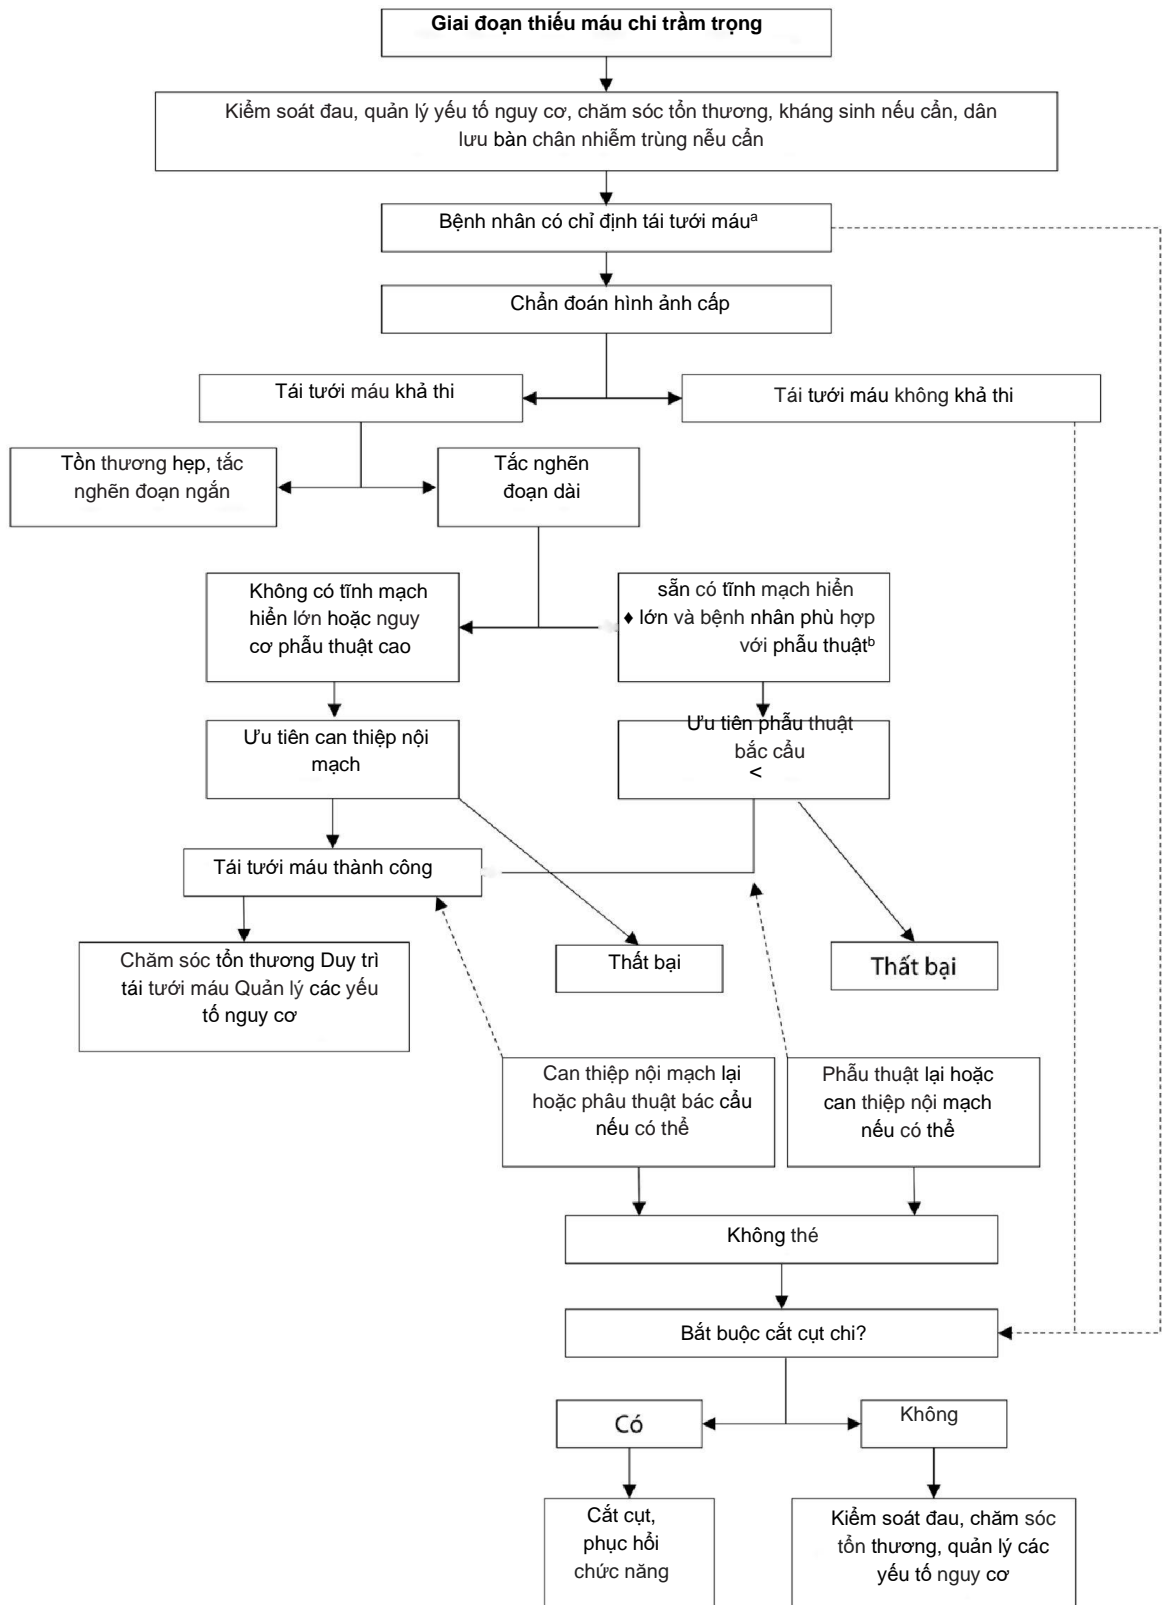 Giai đoạn thiếu máu chi trầm trọng
Kiểm soát đau, quản lý yếu tố nguy cơ, chăm sóc tổn thương, kháng sinh nếu cẩn, dân
lưu bàn chân nhiễm trùng nễu cẩn
Bệnh nhân có chỉ định tái tưới máuᵃ
Chẩn đoán hình ảnh cấp
Tái tưới máu khả thi
Tái tưới máu không khả thi
Tồn thương hẹp, tắc
nghẽn đoạn ngắn
Tắc nghẽn
đoạn dài
Không có tĩnh mạch
hiển lớn hoặc nguy
cơ phẫu thuật cao
sẵn có tĩnh mạch hiển
♦ lớn và bệnh nhân phù hợp
với phẫu thuậtᵇ
Ưu tiên can thiệp nội
mạch
Ưu tiên phẫu thuật
bắc cẩu
<
Tái tưới máu thành công
Chăm sóc tổn thương Duy trì
tái tưới máu Quản lý các yếu
tố nguy cơ
Thất bại
Thất bại
Can thiệp nội mạch lại
hoặc phâu thuật bác cẩu
nếu có thể
Phẫu thuật lại hoặc
can thiệp nội mạch
nếu có thể
Không thé
Bắt buộc cắt cụt chi?
Có
Không
Cắt cụt,
phục hổi
chức năng
Kiểm soát đau, chăm sóc
tổn thương, quản lý các
yếu tố nguy cơ